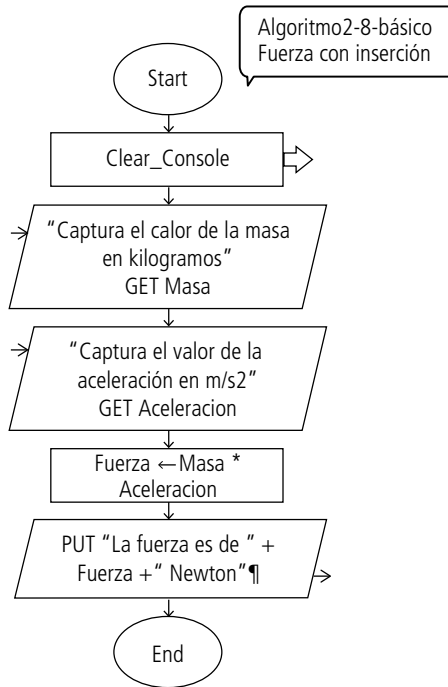 Algoritmo2-8-básico
Fuerza con inserción
Start
Clear_Console
“Captura el calor de la masa
en kilogramos”
GET Masa
“Captura el valor de la
aceleración en m/s2”
GET Aceleracion
Fuerza ←Masa *
Aceleracion
PUT “La fuerza es de ” +
Fuerza +“ Newton”¶
End